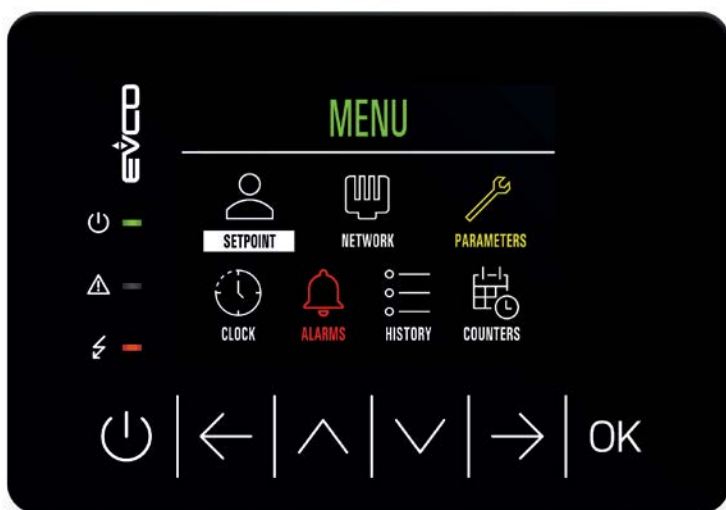 EVCO
MENU
SETPOINT
NETWORK
PARAMETERS
CLOCK
ALARMS
HISTORY
COUNTERS
OK